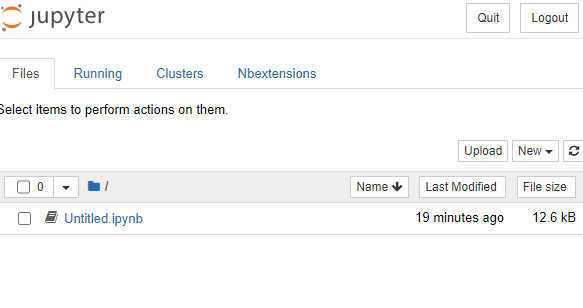 jupyter Quit Logout
Files Running Clusters Nbextensions
Select items to perform actions on them.
Upload New
0 / Name Last Modified File size
Untitled.ipynb 19 minutes ago 12.6 kB